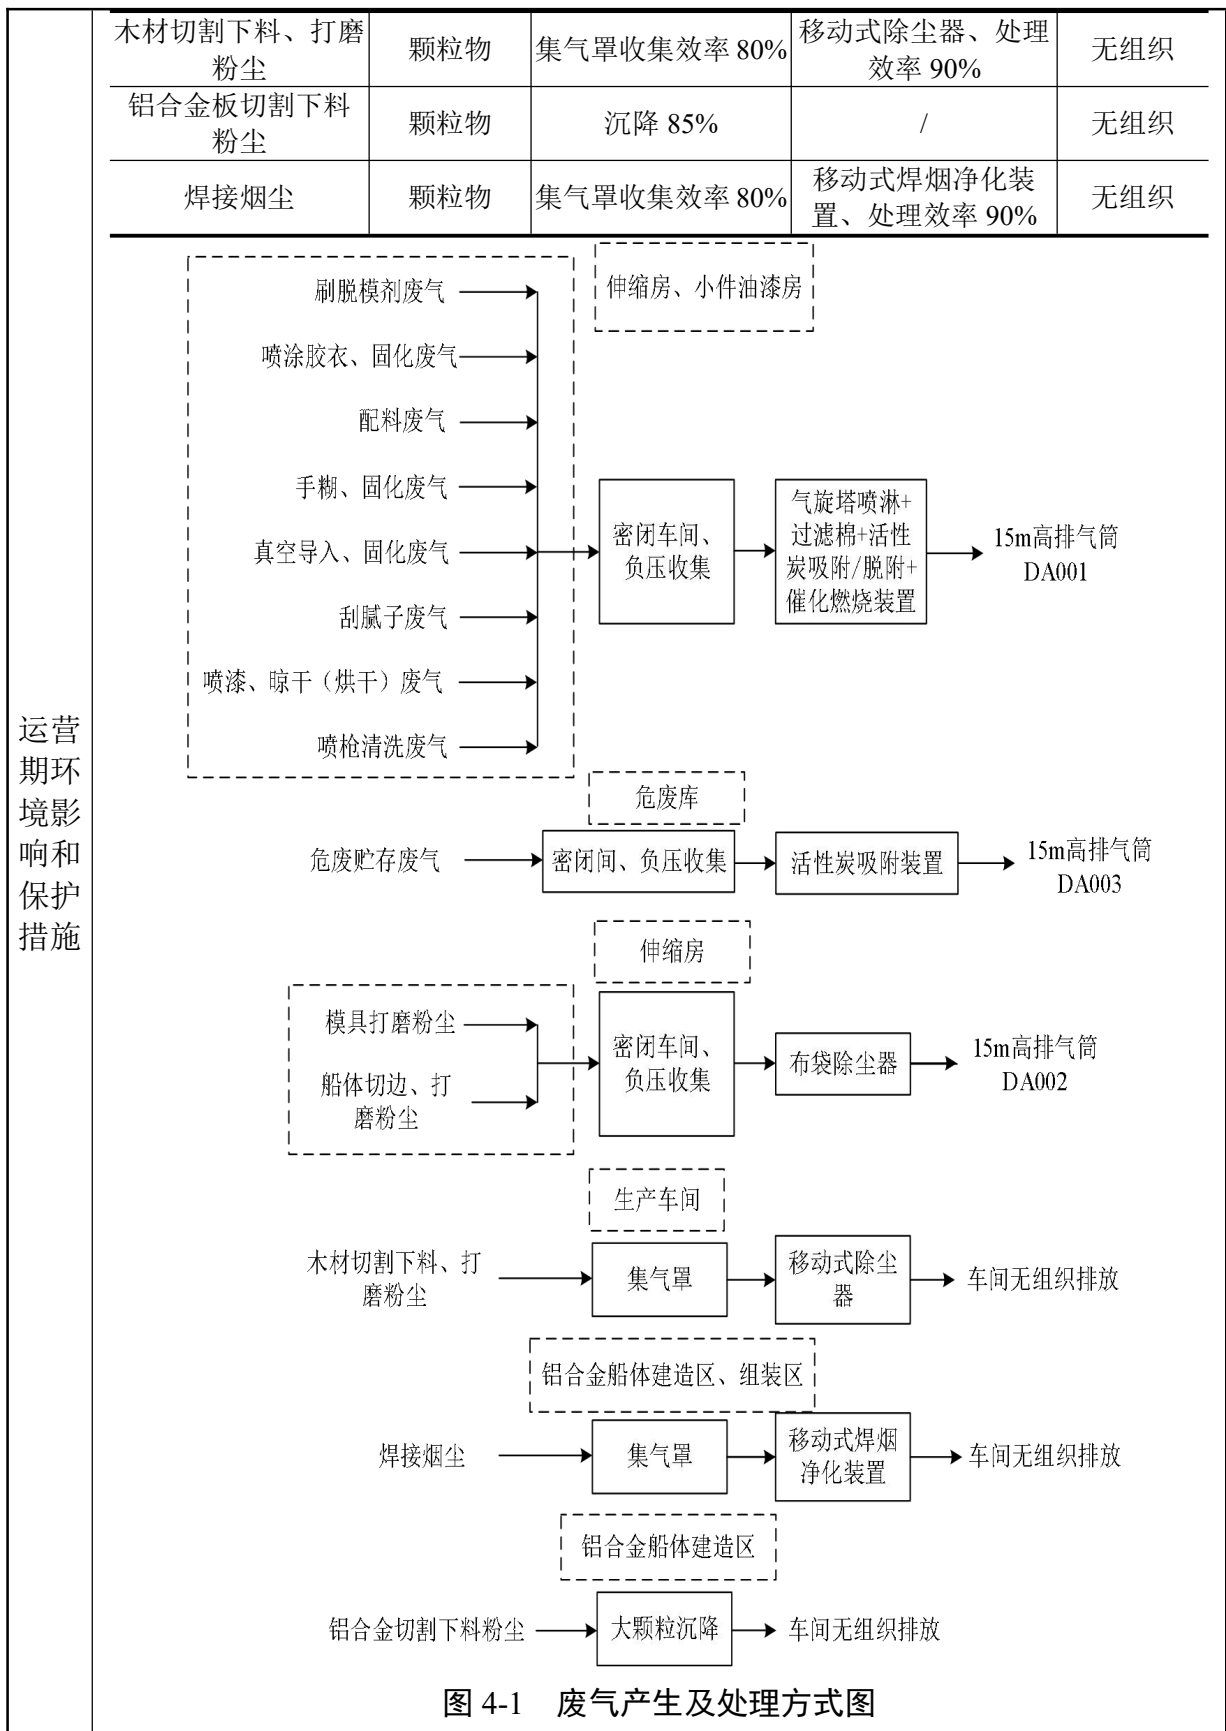 木材切割下料、打磨
粉尘
颗粒物
集气罩收集效率 80%
移动式除尘器、处理
效率 90%
无组织
铝合金板切割下料
粉尘
颗粒物
沉降 85%
/
无组织
焊接烟尘
颗粒物
集气罩收集效率 80%
移动式焊烟净化装
置、处理效率 90%
无组织
运营
期环
境影
响和
保护
措施
伸缩房、小件油漆房
刷脱模剂废气
喷涂胶衣、固化废气
配料废气
手糊、固化废气
真空导入、固化废气
刮腻子废气
喷漆、晾干（烘干）废气
喷枪清洗废气
密闭车间、
负压收集
气旋塔喷淋+
过滤棉+活性
炭吸附/脱附+
催化燃烧装置
15m高排气筒
DA001
危废库
危废贮存废气
密闭间、负压收集
活性炭吸附装置
15m高排气筒
DA003
伸缩房
模具打磨粉尘
船体切边、打
磨粉尘
密闭车间、
负压收集
布袋除尘器
15m高排气筒
DA002
生产车间
木材切割下料、打
磨粉尘
集气罩
移动式除尘
器
车间无组织排放
铝合金船体建造区、组装区
焊接烟尘
集气罩
移动式焊烟
净化装置
车间无组织排放
铝合金船体建造区
铝合金切割下料粉尘
大颗粒沉降
车间无组织排放
图 4-1 废气产生及处理方式图